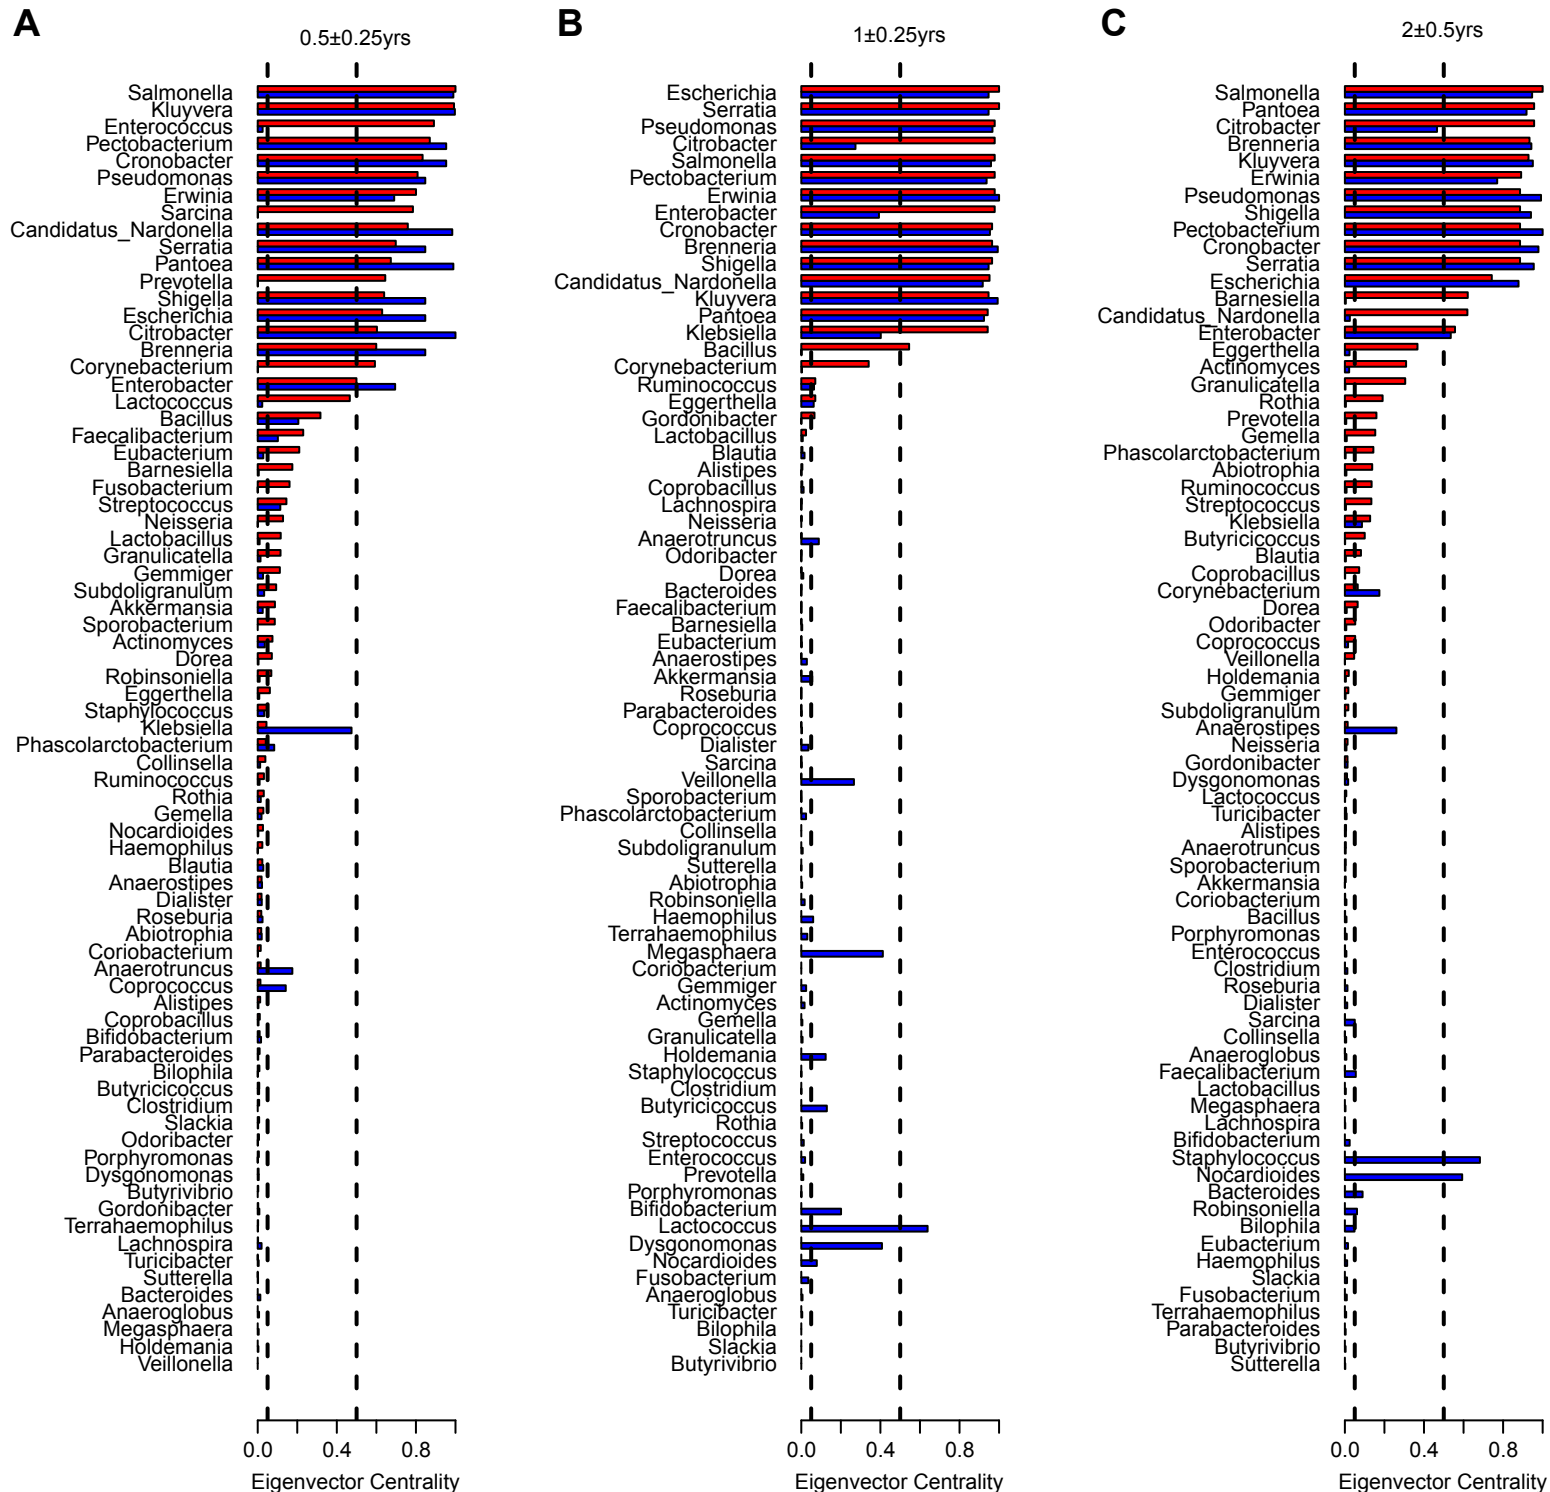 A
0.5±0.25yrs
Salmonella
Kluyvera
Enterococcus
Pectobacterium
Cronobacter
Pseudomonas
Erwinia
Sarcina
Candidatus_Nardonella
Serratia
Pantoea
Prevotella
Shigella
Escherichia
Citrobacter
Brenneria
Corynebacterium
Enterobacter
Lactococcus
Bacillus
Faecalibacterium
Eubacterium
Barnesiella
Fusobacterium
Streptococcus
Neisseria
Lactobacillus
Granulicatella
Gemmiger
Subdoligranulum
Akkermansia
Sporobacterium
Actinomyces
Dorea
Robinsoniella
Eggerthella
Staphylococcus
Klebsiella
Phascolarctobacterium
Collinsella
Ruminococcus
Rothia
Gemella
Nocardioides
Haemophilus
Blautia
Anaerostipes
Dialister
Roseburia
Abiotrophia
Coriobacterium
Anaerotruncus
Coprococcus
Alistipes
Coprobacillus
Bifidobacterium
Parabacteroides
Bilophila
Butyricicoccus
Clostridium
Slackia
Odoribacter
Porphyromonas
Dysgonomonas
Butyrivibrio
Gordonibacter
Terrahaemophilus
Lachnospira
Turicibacter
Sutterella
Bacteroides
Anaeroglobus
Megasphaera
Holdemania
Veillonella
0.0 0.4 0.8
Eigenvector Centrality
B
1±0.25yrs
Escherichia
Serratia
Pseudomonas
Citrobacter
Salmonella
Pectobacterium
Erwinia
Enterobacter
Cronobacter
Brenneria
Shigella
Candidatus_Nardonella
Kluyvera
Pantoea
Klebsiella
Bacillus
Corynebacterium
Ruminococcus
Eggerthella
Gordonibacter
Lactobacillus
Blautia
Alistipes
Coprobacillus
Lachnospira
Neisseria
Anaerotruncus
Odoribacter
Dorea
Bacteroides
Faecalibacterium
Barnesiella
Eubacterium
Anaerostipes
Akkermansia
Roseburia
Parabacteroides
Coprococcus
Dialister
Sarcina
Veillonella
Sporobacterium
Phascolarctobacterium
Collinsella
Subdoligranulum
Sutterella
Abiotrophia
Robinsoniella
Haemophilus
Terrahaemophilus
Megasphaera
Coriobacterium
Gemmiger
Actinomyces
Gemella
Granulicatella
Holdemania
Staphylococcus
Clostridium
Butyricicoccus
Rothia
Streptococcus
Enterococcus
Prevotella
Porphyromonas
Bifidobacterium
Lactococcus
Dysgonomonas
Nocardioides
Fusobacterium
Anaeroglobus
Turicibacter
Bilophila
Slackia
Butyrivibrio
0.0 0.4 0.8
Eigenvector Centrality
C
2±0.5yrs
Salmonella
Pantoea
Citrobacter
Brenneria
Kluyvera
Erwinia
Pseudomonas
Shigella
Pectobacterium
Cronobacter
Serratia
Escherichia
Barnesiella
Candidatus_Nardonella
Enterobacter
Eggerthella
Actinomyces
Granulicatella
Rothia
Prevotella
Gemella
Phascolarctobacterium
Abiotrophia
Ruminococcus
Streptococcus
Klebsiella
Butyricicoccus
Blautia
Coprobacillus
Corynebacterium
Dorea
Odoribacter
Coprococcus
Veillonella
Holdemania
Gemmiger
Subdoligranulum
Anaerostipes
Neisseria
Gordonibacter
Dysgonomonas
Lactococcus
Turicibacter
Alistipes
Anaerotruncus
Sporobacterium
Akkermansia
Coriobacterium
Bacillus
Porphyromonas
Enterococcus
Clostridium
Roseburia
Dialister
Sarcina
Collinsella
Anaeroglobus
Faecalibacterium
Lactobacillus
Megasphaera
Lachnospira
Bifidobacterium
Staphylococcus
Nocardioides
Bacteroides
Robinsoniella
Bilophila
Eubacterium
Haemophilus
Slackia
Fusobacterium
Terrahaemophilus
Parabacteroides
Butyrivibrio
Sutterella
0.0 0.4 0.8
Eigenvector Centrality